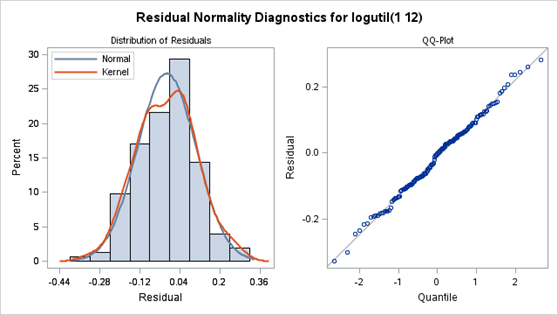 Residual Normality Diagnostics for logutil(1 12)
Distribution of Residuals
Normal
Kernel
Percent
30
25
20
15
10
5
0
-0.44 -0.28 -0.12 0.04 0.2 0.36
Residual
QQ-Plot
Residual
0.2
0.0
-0.2
-2 -1 0 1 2
Quantile